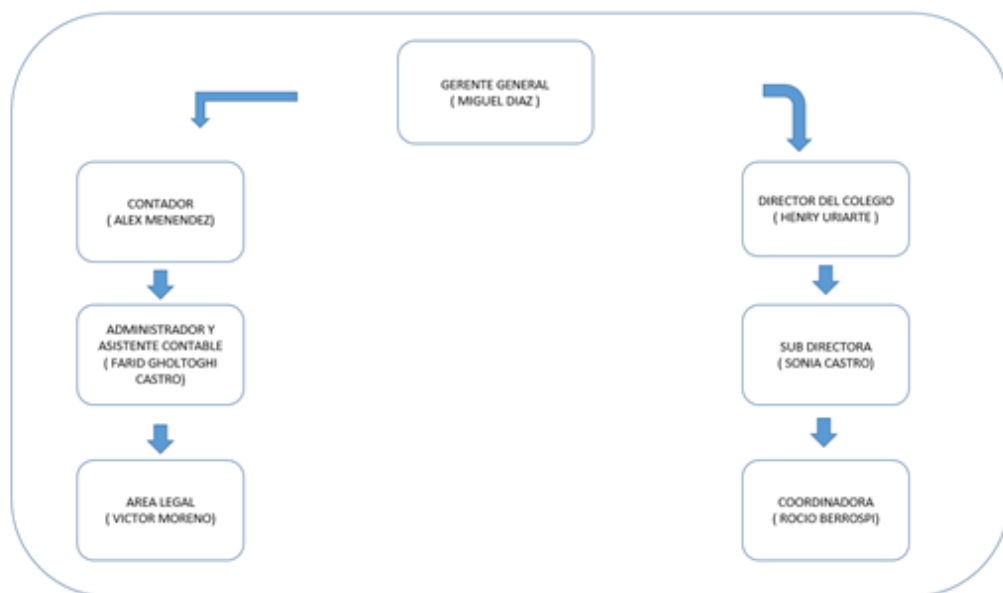 GERENTE GENERAL
( MIGUEL DIAZ )
CONTADOR
( ALEX MENENDEZ)
ADMINISTRADOR Y
ASISTENTE CONTABLE
( FARID GHOLTOGHI
CASTRO)
AREA LEGAL
( VICTOR MORENO)
DIRECTOR DEL COLEGIO
( HENRY URIARTE )
SUB DIRECTORA
( SONIA CASTRO)
COORDINADORA
( ROCIO BERROSPI)